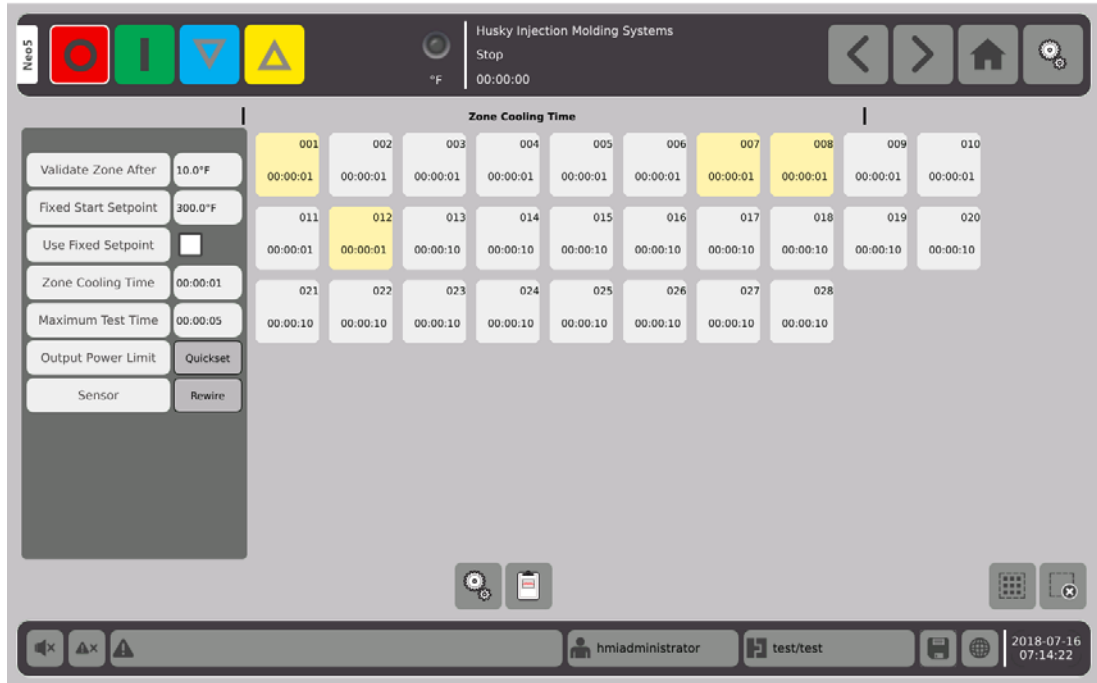 Neo5
Husky Injection Molding Systems
Stop
°F 00:00:00
Zone Cooling Time
Validate Zone After 10.0°F
Fixed Start Setpoint 300.0°F
Use Fixed Setpoint
Zone Cooling Time 00:00:01
Maximum Test Time 00:00:05
Output Power Limit Quickset
Sensor Rewire
001 002 003 004 005 006 007 008 009 010
00:00:01 00:00:01 00:00:01 00:00:01 00:00:01 00:00:01 00:00:01 00:00:01 00:00:01 00:00:01
011 012 013 014 015 016 017 018 019 020
00:00:01 00:00:01 00:00:10 00:00:10 00:00:10 00:00:10 00:00:10 00:00:10 00:00:10 00:00:10
021 022 023 024 025 026 027 028
00:00:10 00:00:10 00:00:10 00:00:10 00:00:10 00:00:10 00:00:10 00:00:10
hmiadministrator test/test 2018-07-16
07:14:22